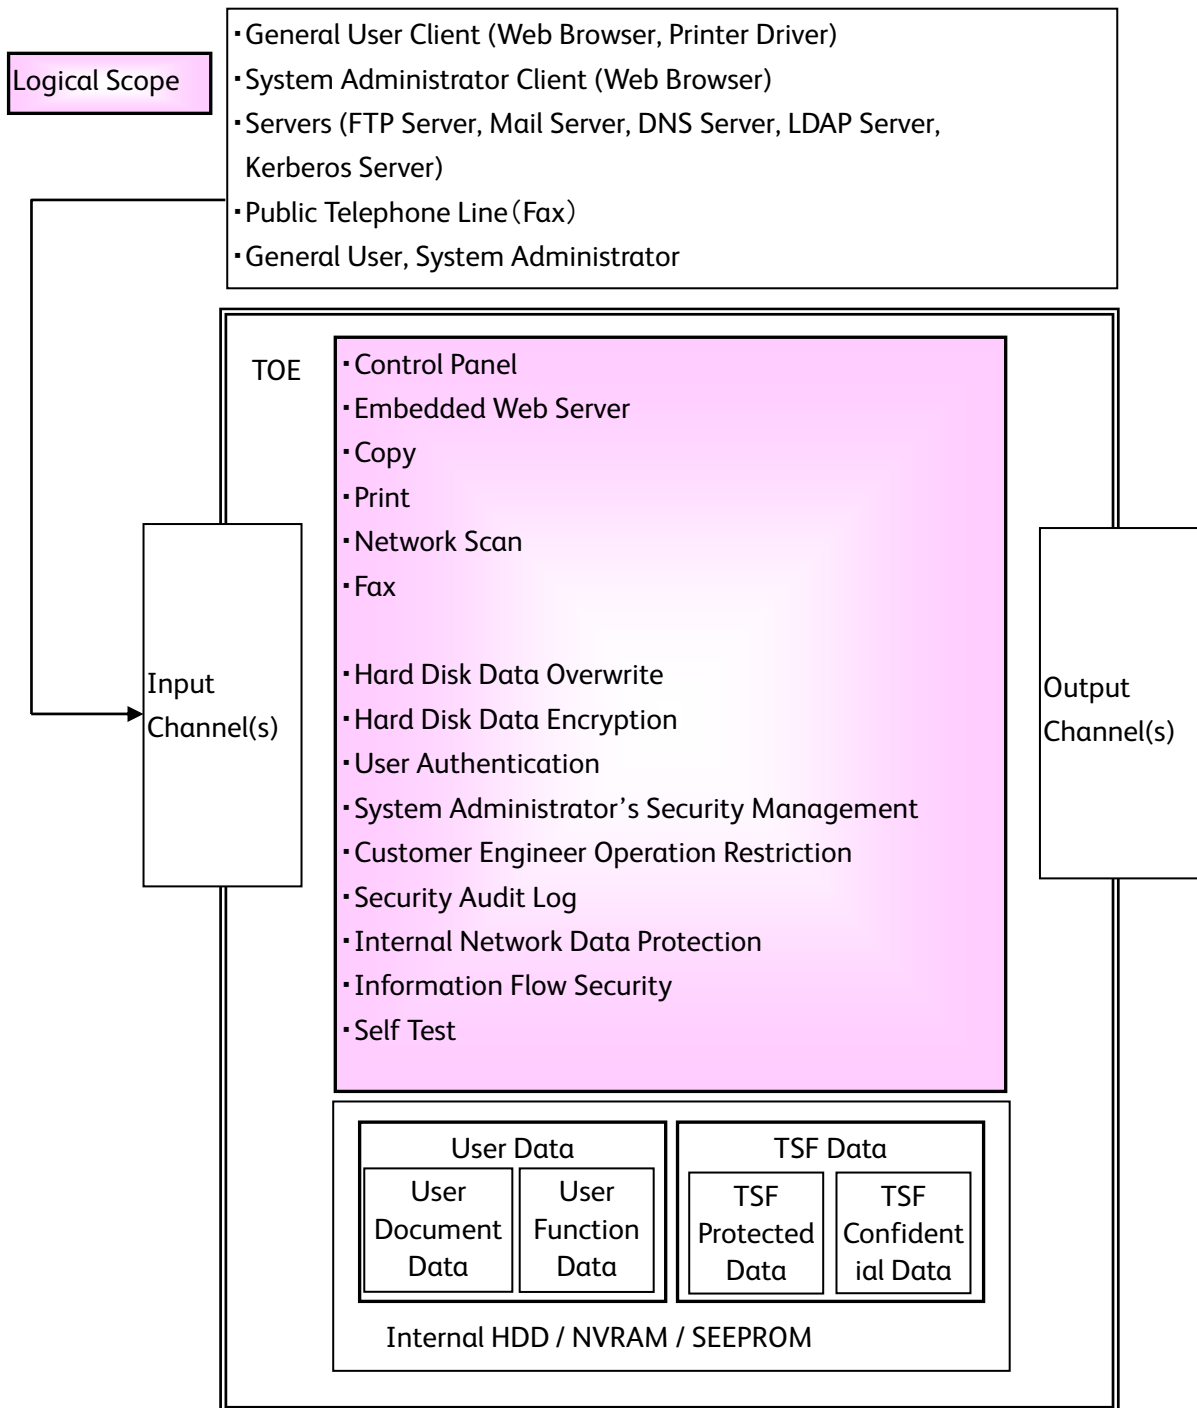 Logical Scope
・General User Client (Web Browser, Printer Driver)
・System Administrator Client (Web Browser)
・Servers (FTP Server, Mail Server, DNS Server, LDAP Server,
Kerberos Server)
・Public Telephone Line（Fax）
・General User, System Administrator
TOE
・Control Panel
・Embedded Web Server
・Copy
・Print
・Network Scan
・Fax
・Hard Disk Data Overwrite
・Hard Disk Data Encryption
・User Authentication
・System Administrator’s Security Management
・Customer Engineer Operation Restriction
・Security Audit Log
・Internal Network Data Protection
・Information Flow Security
・Self Test
Input
Channel(s)
Output
Channel(s)
User Data
User
Document
Data
User
Function
Data
TSF Data
TSF
Protected
Data
TSF
Confident
ial Data
Internal HDD / NVRAM / SEEPROM